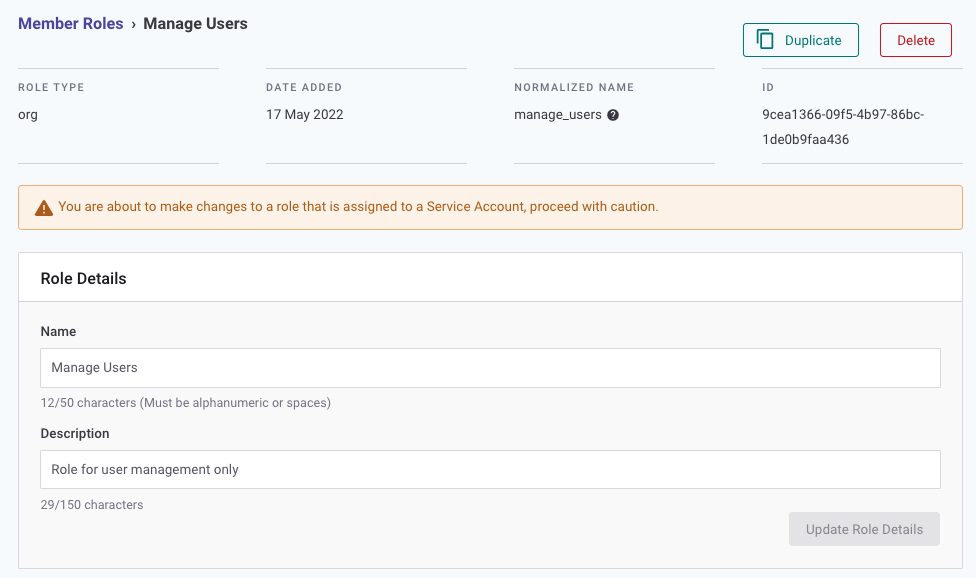 Member Roles › Manage Users
Duplicate
Delete
ROLE TYPE
org
DATE ADDED
17 May 2022
NORMALIZED NAME
manage_users
ID
9cea1366-09f5-4b97-86bc-
1de0b9faa436
You are about to make changes to a role that is assigned to a Service Account, proceed with caution.
Role Details
Name
Manage Users
12/50 characters (Must be alphanumeric or spaces)
Description
Role for user management only
29/150 characters
Update Role Details